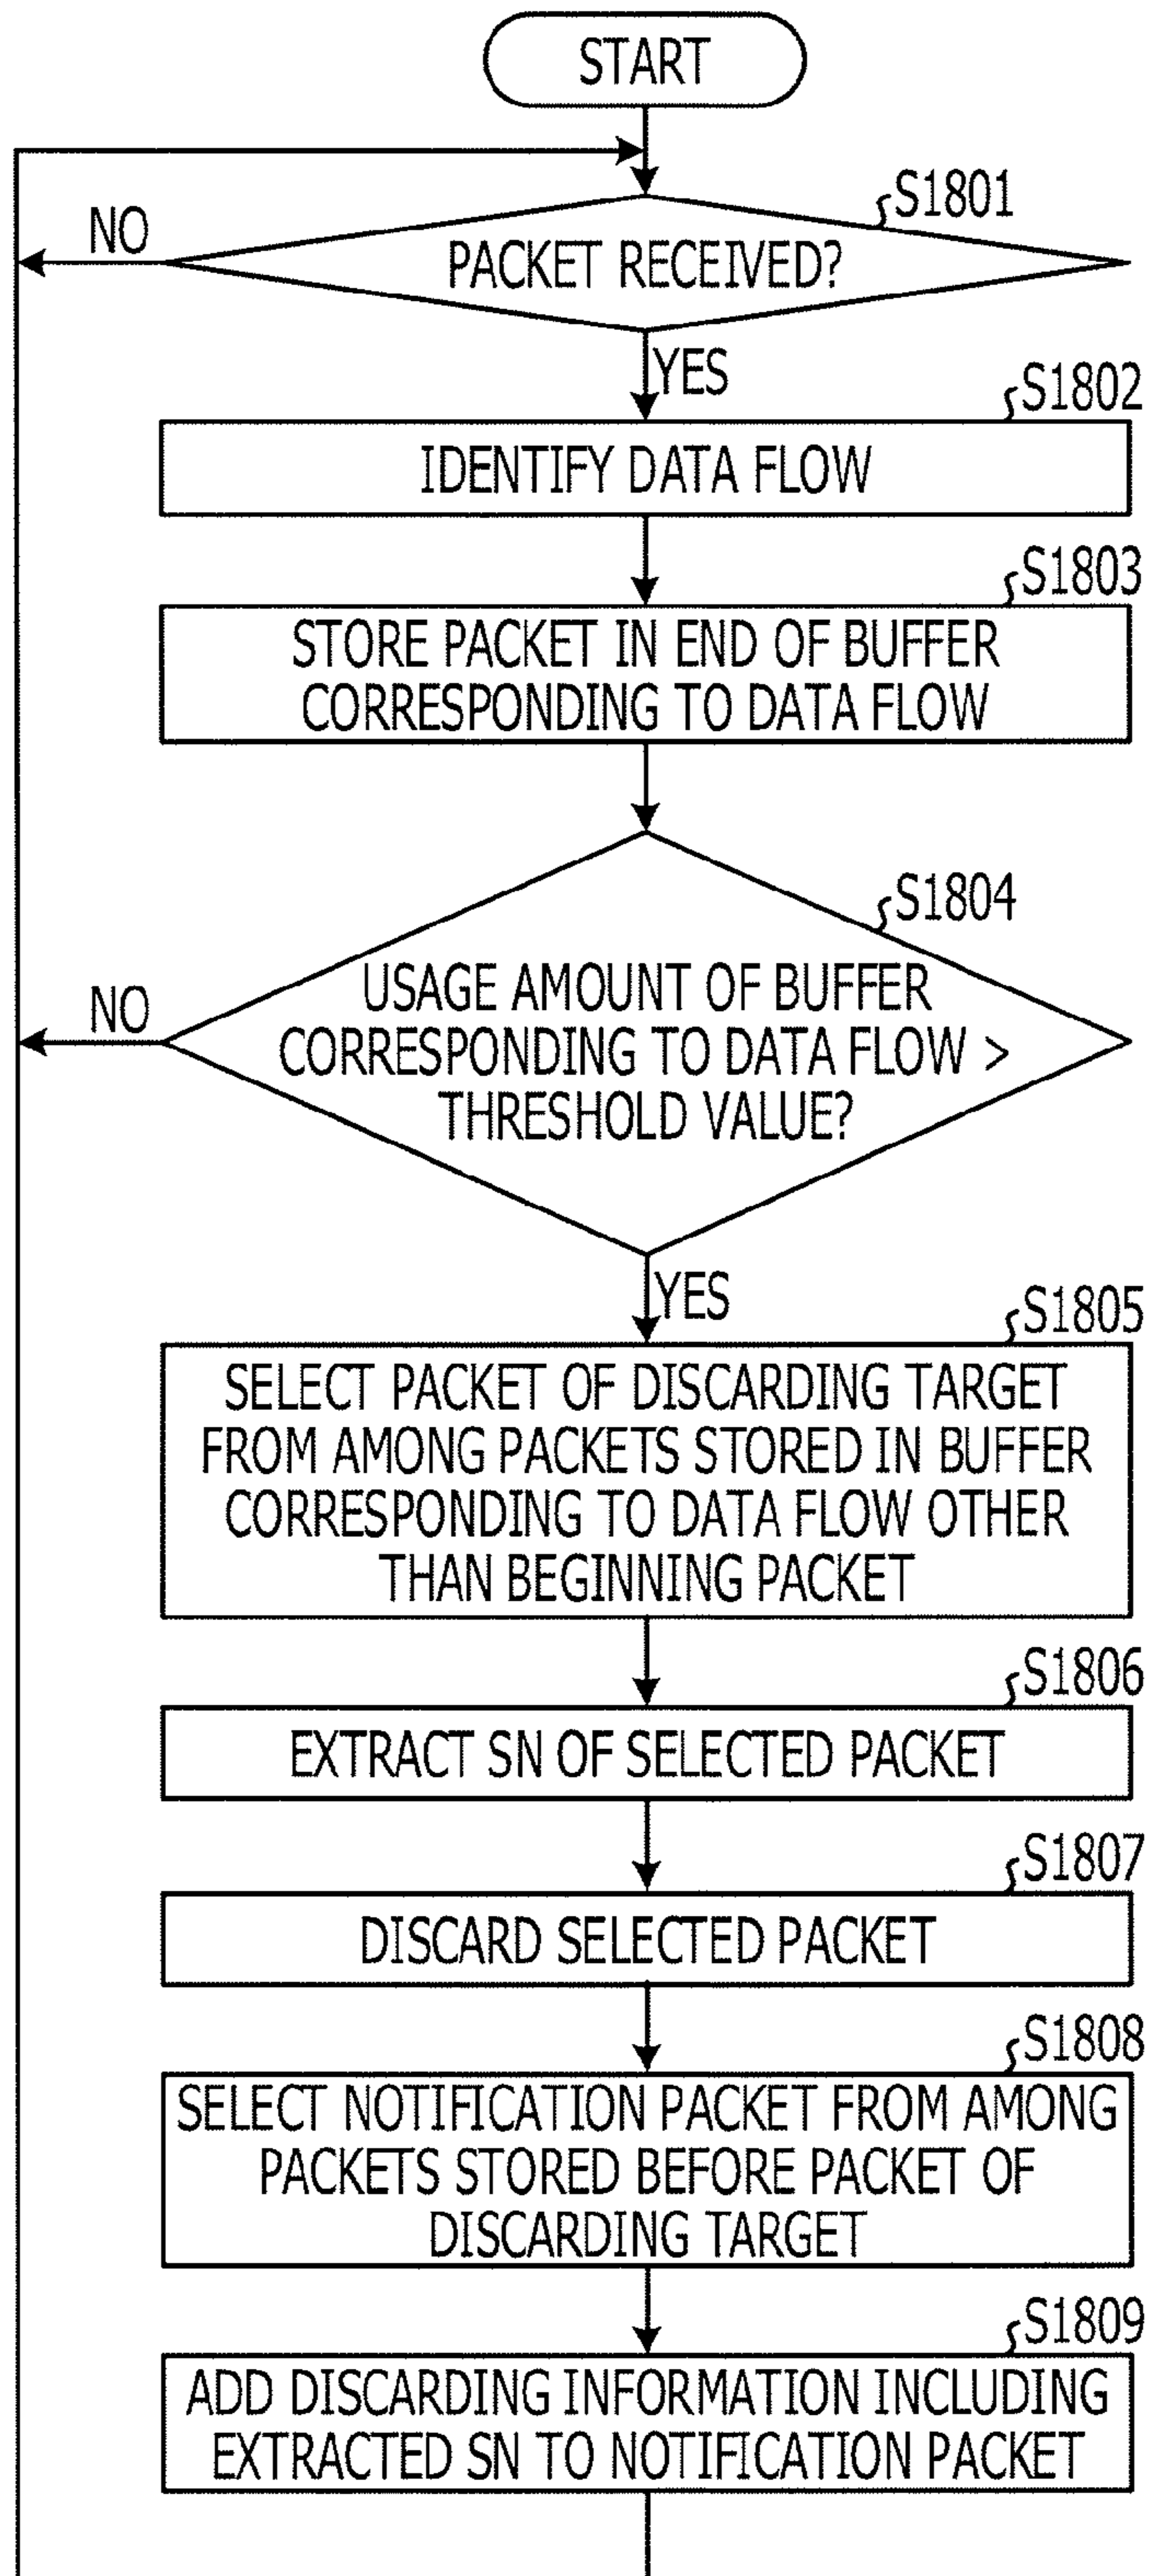 START
S1801
NO
PACKET RECEIVED?
YES
S1802
IDENTIFY DATA FLOW
S1803
STORE PACKET IN END OF BUFFER
CORRESPONDING TO DATA FLOW
S1804
USAGE AMOUNT OF BUFFER
NO
CORRESPONDING TO DATA FLOW >
THRESHOLD VALUE?
YES
S1805
SELECT PACKET OF DISCARDING TARGET
FROM AMONG PACKETS STORED IN BUFFER
CORRESPONDING TO DATA FLOW OTHER
THAN BEGINNING PACKET
S1806
EXTRACT SN OF SELECTED PACKET
S1807
DISCARD SELECTED PACKET
S1808
SELECT NOTIFICATION PACKET FROM AMONG
PACKETS STORED BEFORE PACKET OF
DISCARDING TARGET
S1809
ADD DISCARDING INFORMATION INCLUDING
EXTRACTED SN TO NOTIFICATION PACKET